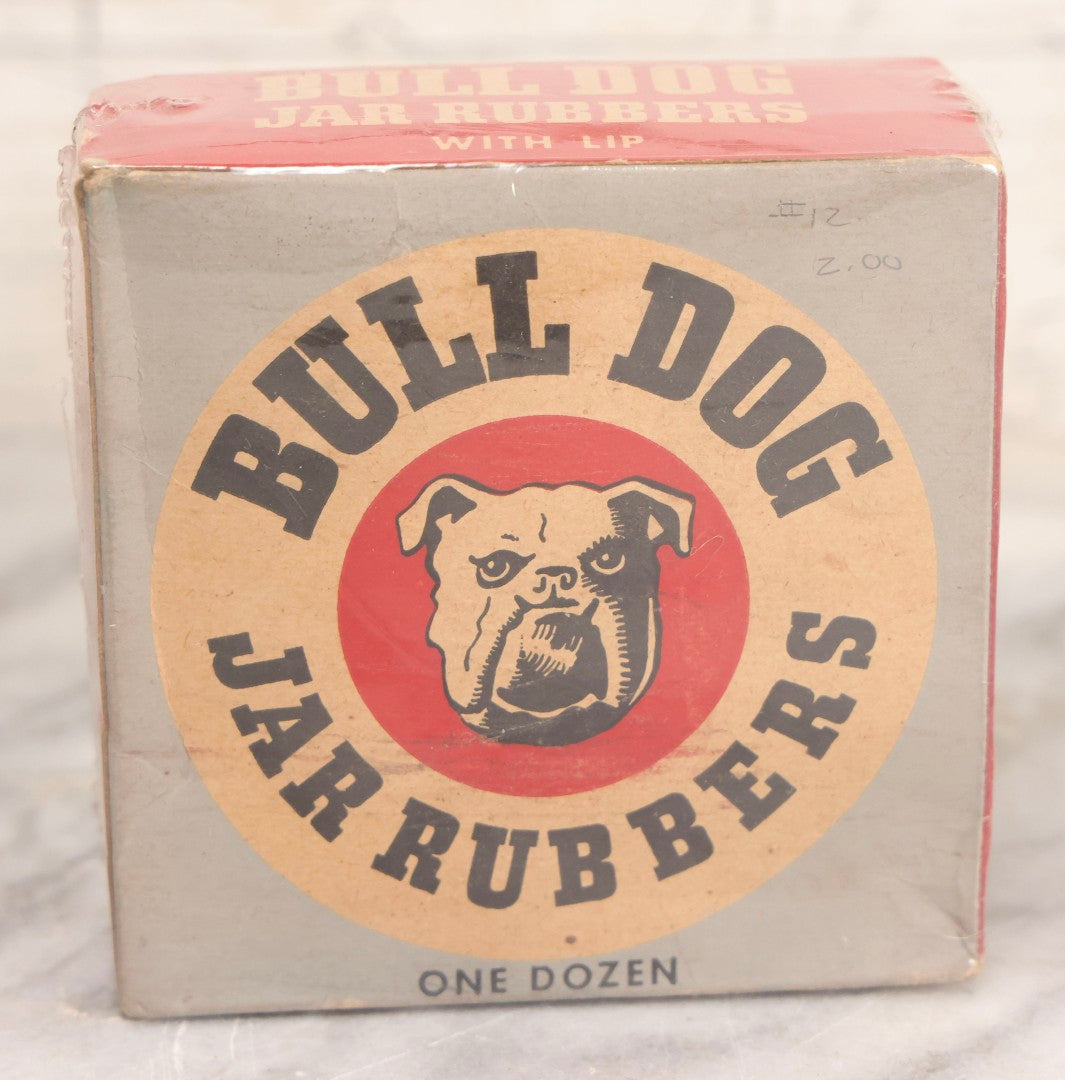 BULL DOG
JAR RUBBERS
WITH LIP
#12
2.00
BULL DOG
JAR RUBBERS
ONE DOZEN